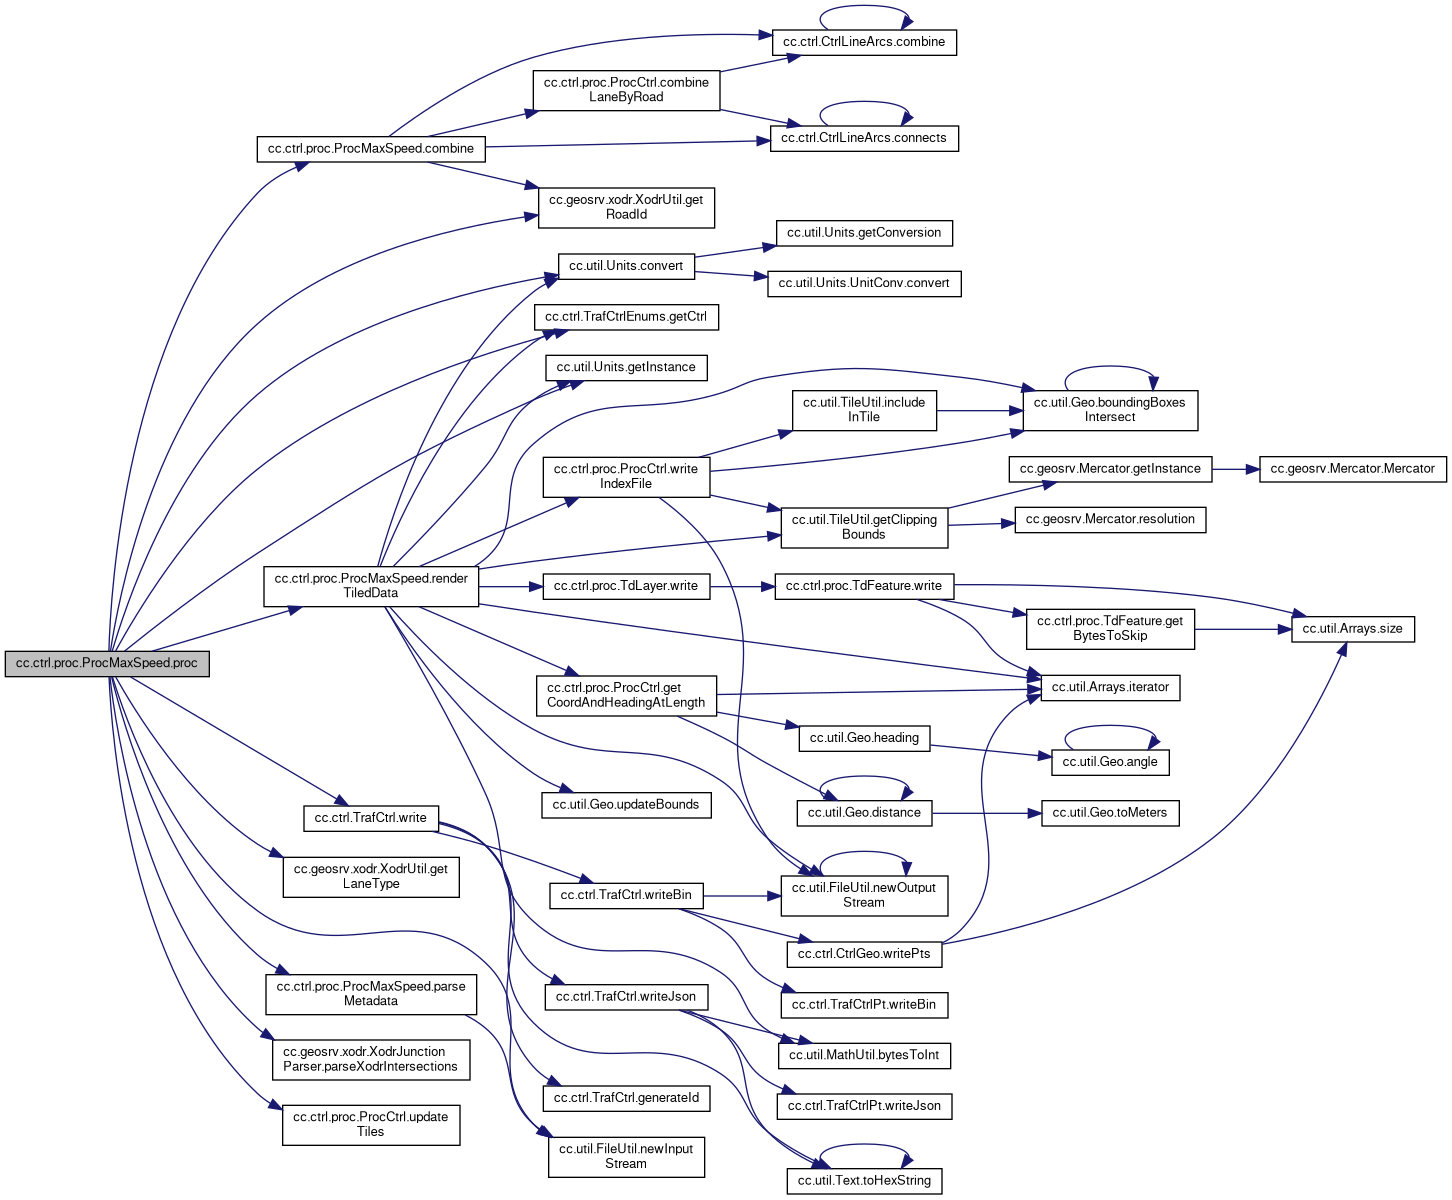 cc.ctrl.CtrlLineArcs.combine
cc.ctrl.proc.ProcCtrl.combine
LaneByRoad
cc.ctrl.CtrlLineArcs.connects
cc.ctrl.proc.ProcMaxSpeed.combine
cc.geosrv.xodr.XodrUtil.get
RoadId
cc.util.Units.getConversion
cc.util.Units.convert
cc.util.Units.UnitConv.convert
cc.ctrl.TrafCtrlEnums.getCtrl
cc.util.Units.getInstance
cc.util.TileUtil.include
InTile
cc.util.Geo.boundingBoxes
Intersect
cc.ctrl.proc.ProcCtrl.write
IndexFile
cc.geosrv.Mercator.getInstance
cc.geosrv.Mercator.Mercator
cc.util.TileUtil.getClipping
Bounds
cc.geosrv.Mercator.resolution
cc.ctrl.proc.ProcMaxSpeed.render
TiledData
cc.ctrl.proc.TdLayer.write
cc.ctrl.proc.TdFeature.write
cc.ctrl.proc.TdFeature.get
BytesToSkip
cc.util.Arrays.size
cc.ctrl.proc.ProcMaxSpeed.proc
cc.ctrl.proc.ProcCtrl.get
CoordAndHeadingAtLength
cc.util.Arrays.iterator
cc.util.Geo.heading
cc.util.Geo.angle
cc.util.Geo.updateBounds
cc.util.Geo.distance
cc.util.Geo.toMeters
cc.ctrl.TrafCtrl.write
cc.geosrv.xodr.XodrUtil.get
LaneType
cc.ctrl.TrafCtrl.writeBin
cc.util.FileUtil.newOutput
Stream
cc.ctrl.CtrlGeo.writePts
cc.ctrl.proc.ProcMaxSpeed.parse
Metadata
cc.ctrl.TrafCtrl.writeJson
cc.ctrl.TrafCtrlPt.writeBin
cc.geosrv.xodr.XodrJunction
Parser.parseXodrIntersections
cc.util.MathUtil.bytesToInt
cc.ctrl.TrafCtrl.generateId
cc.ctrl.TrafCtrlPt.writeJson
cc.ctrl.proc.ProcCtrl.update
Tiles
cc.util.FileUtil.newInput
Stream
cc.util.Text.toHexString